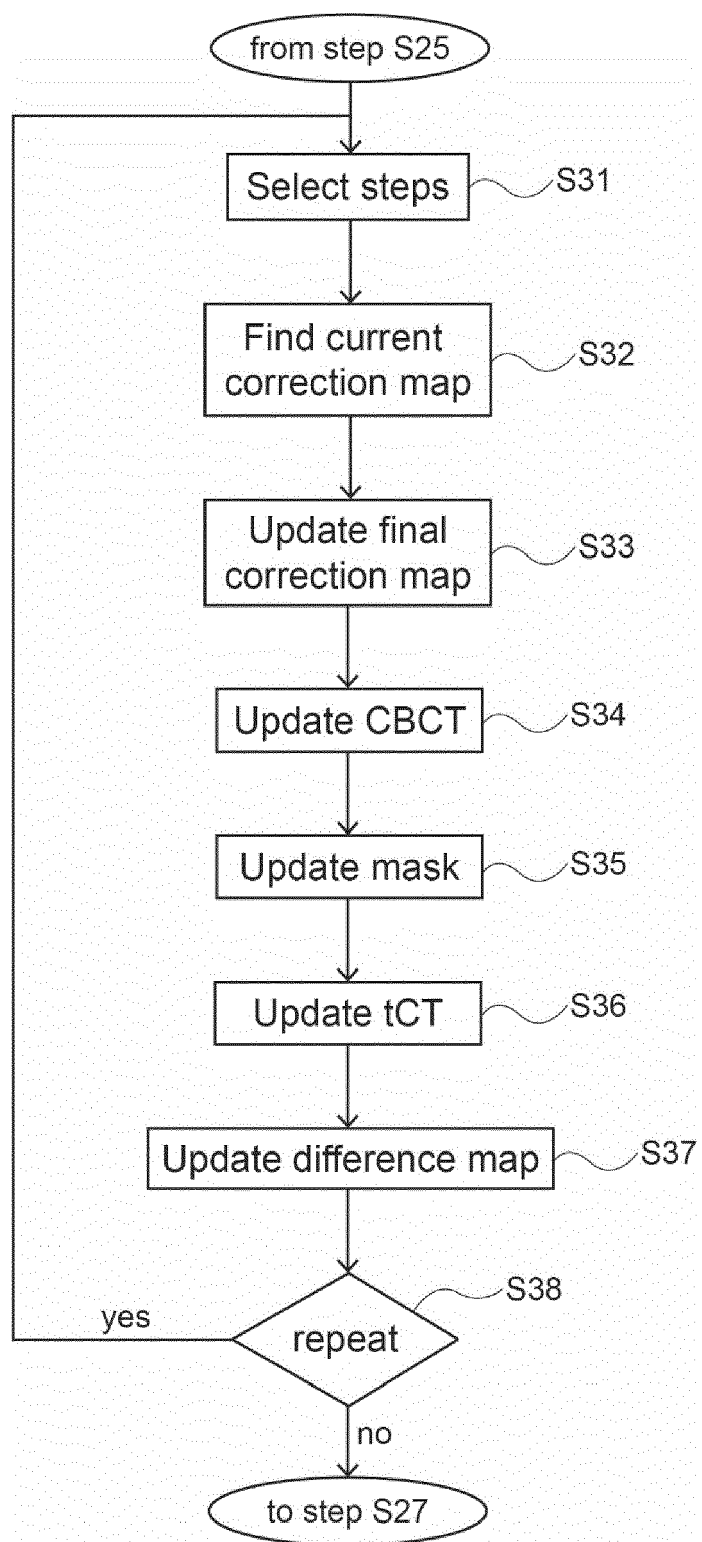 from step S25
Select steps
S31
Find current
correction map
S32
Update final
correction map
S33
Update CBCT
S34
Update mask
S35
Update tCT
S36
Update difference map
S37
S38
yes
repeat
no
to step S27